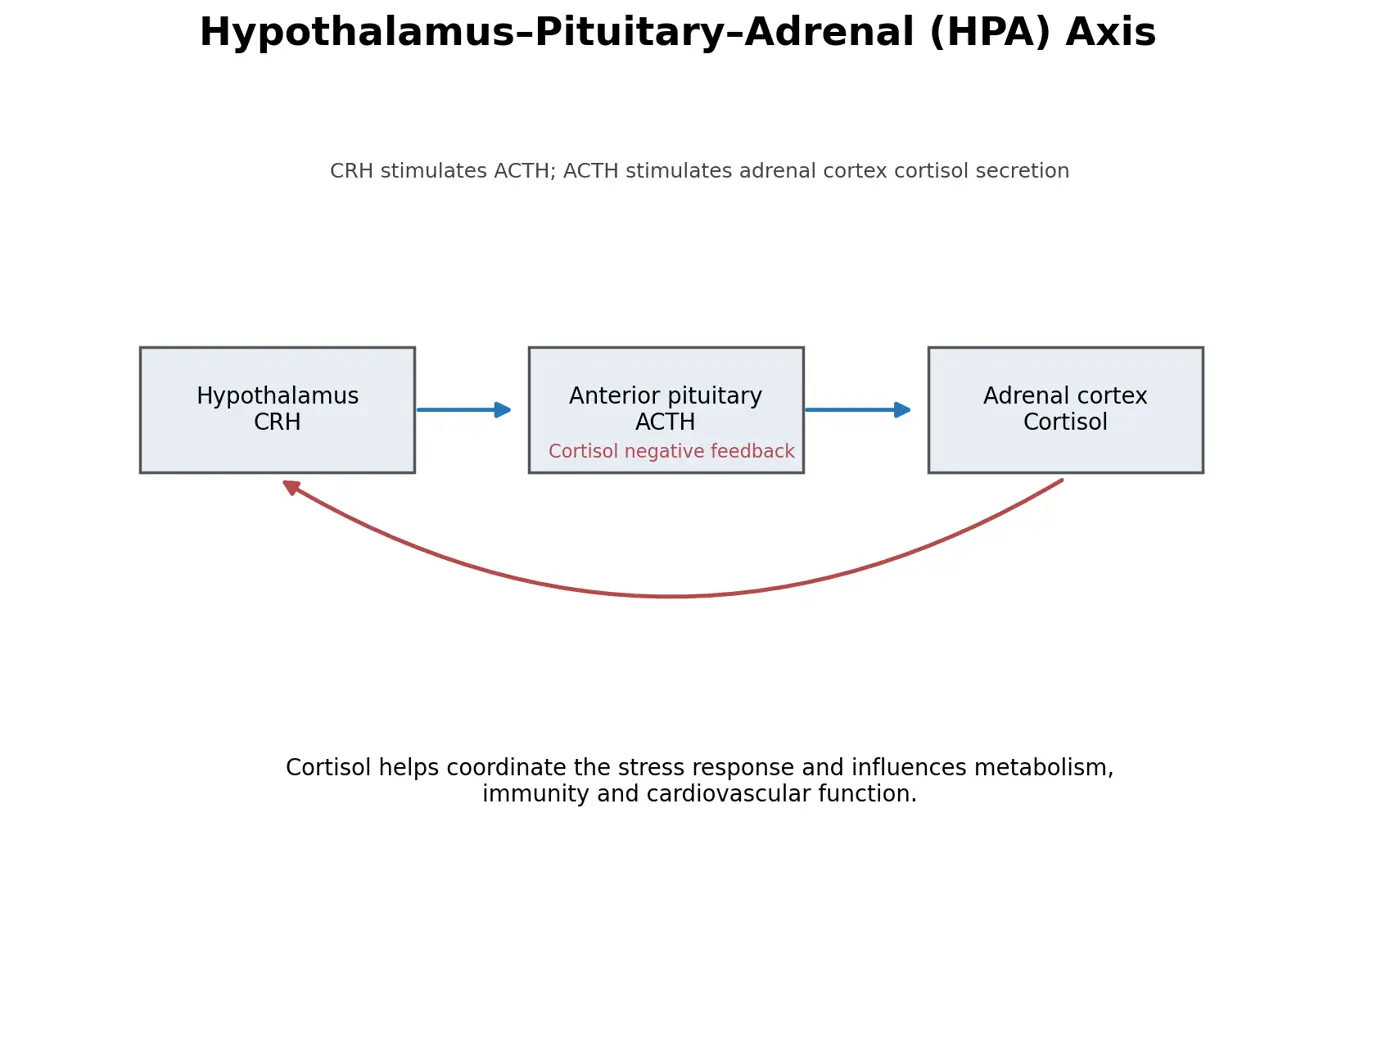 Hypothalamus–Pituitary–Adrenal (HPA) Axis
CRH stimulates ACTH; ACTH stimulates adrenal cortex cortisol secretion
Hypothalamus
CRH
Anterior pituitary
ACTH
Cortisol negative feedback
Adrenal cortex
Cortisol
Cortisol helps coordinate the stress response and influences metabolism,
immunity and cardiovascular function.